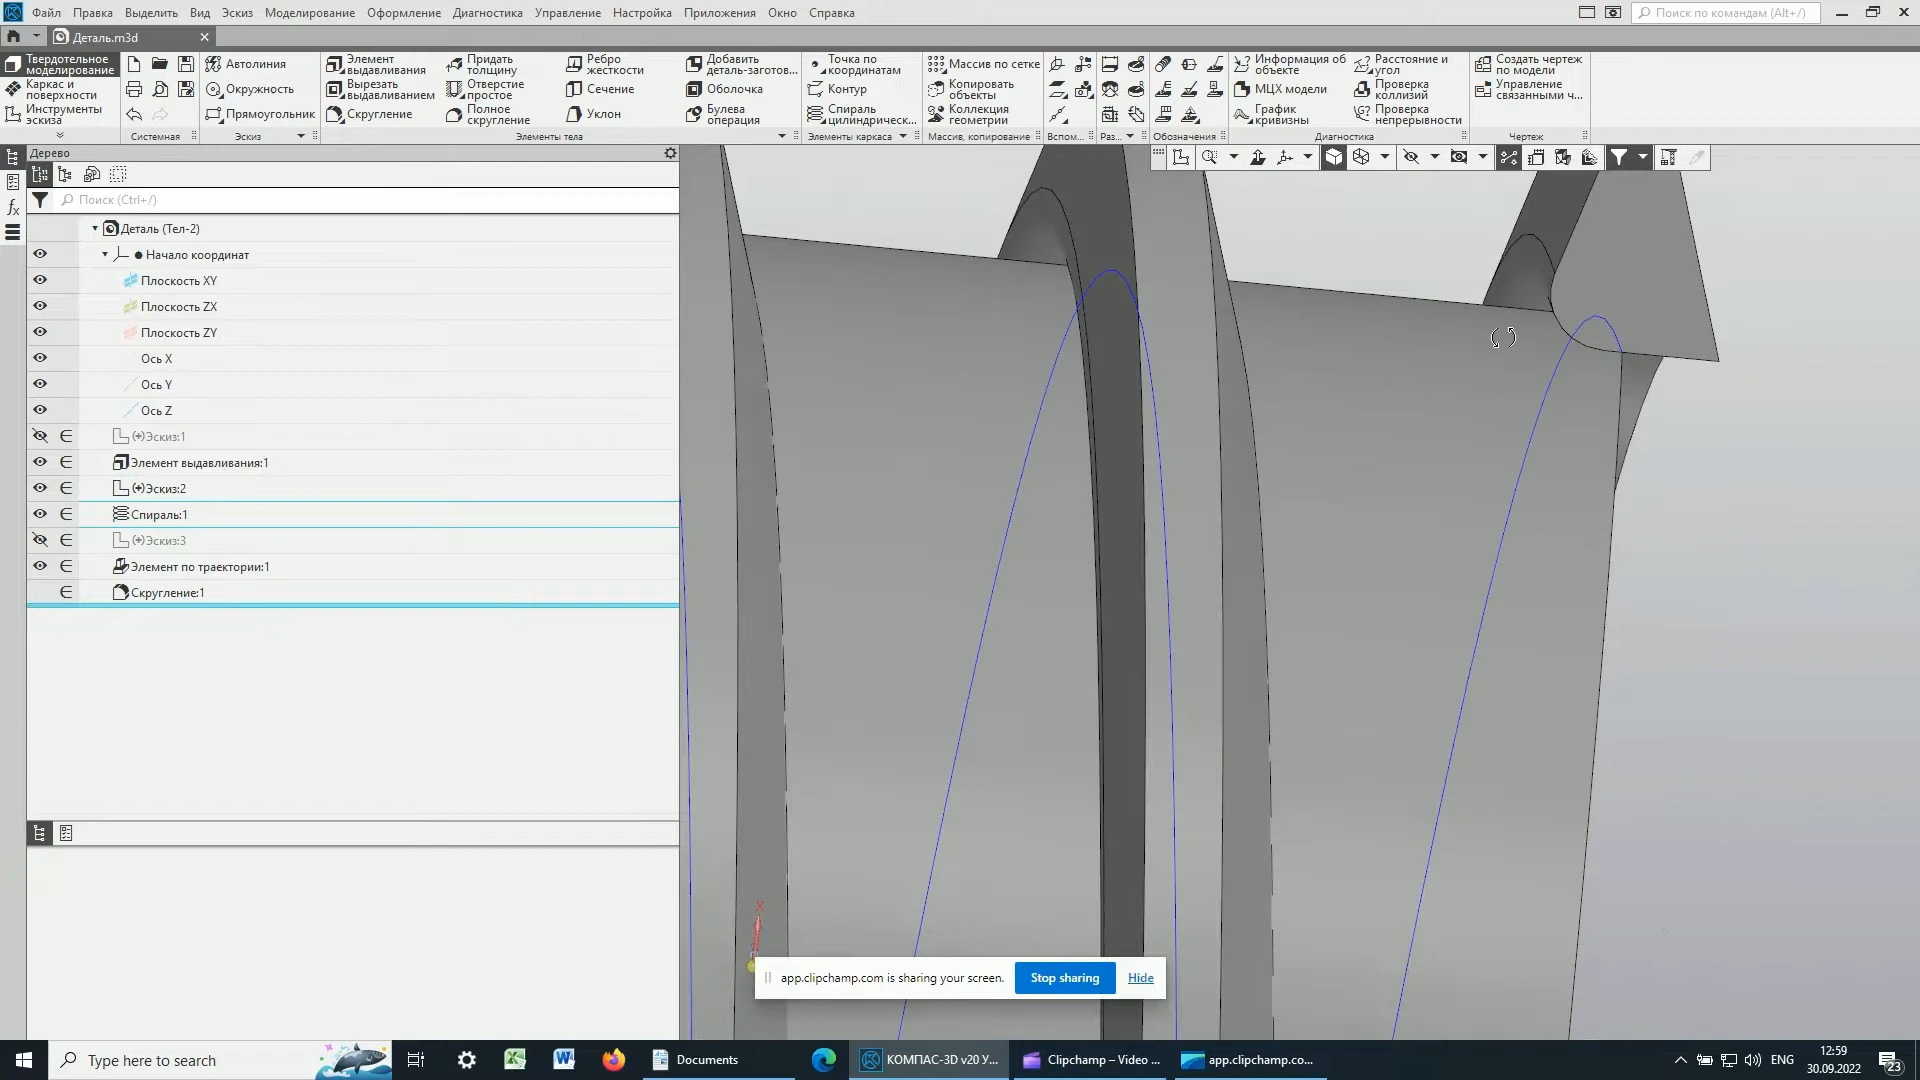 Файл Правка Выделить Вид Эскиз Моделирование Оформление Диагностика Управление Настройка Приложения Окно Справка
Поиск по командам (Alt+/)
Деталь.m3d
Твердотельное моделирование
Каркас и поверхности
Инструменты эскиза
Системная
Автолиния
Окружность
Прямоугольник
Эскиз
Элемент выдавливания
Вырезать выдавливанием
Скругление
Придать толщину
Отверстие простое
Полное скругление
Ребро жесткости
Сечение
Уклон
Добавить деталь-заготов...
Оболочка
Булева операция
Элементы тела
Точка по координатам
Контур
Спираль цилиндрическ...
Элементы каркаса
Массив по сетке
Копировать объекты
Коллекция геометрии
Массив, копирование
Вспом...
Раз...
Обозначения
Информация об объекте
МЦХ модели
График кривизны
Расстояние и угол
Проверка коллизий
Проверка непрерывности
Диагностика
Создать чертеж по модели
Управление связанными ч...
Чертеж
Дерево
Поиск (Ctrl+/)
Деталь (Тел-2)
Начало координат
Плоскость XY
Плоскость ZX
Плоскость ZY
Ось X
Ось Y
Ось Z
(+)Эскиз:1
Элемент выдавливания:1
(+)Эскиз:2
Спираль:1
(+)Эскиз:3
Элемент по траектории:1
Скругление:1
X
app.clipchamp.com is sharing your screen. Stop sharing Hide
Type here to search
Documents
КОМПАС-3D v20 У...
Clipchamp – Video ...
app.clipchamp.co...
ENG
12:59
30.09.2022
23